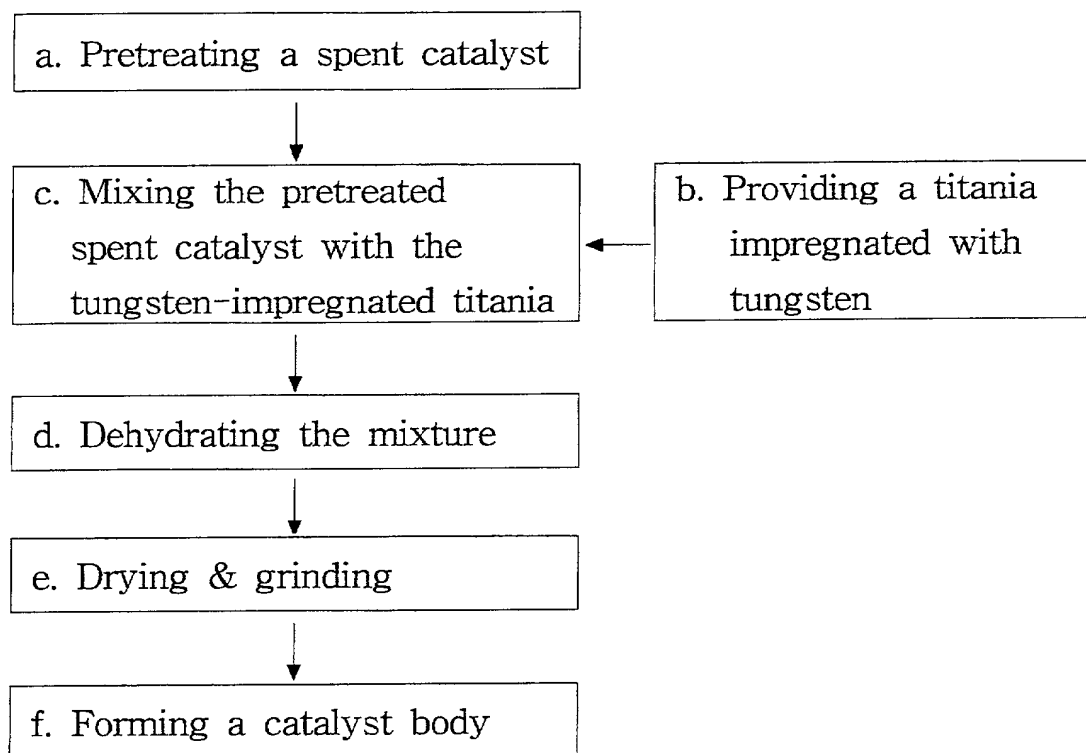 a. Pretreating a spent catalyst
c. Mixing the pretreated
spent catalyst with the
tungsten-impregnated titania
b. Providing a titania
impregnated with
tungsten
d. Dehydrating the mixture
e. Drying & grinding
f. Forming a catalyst body